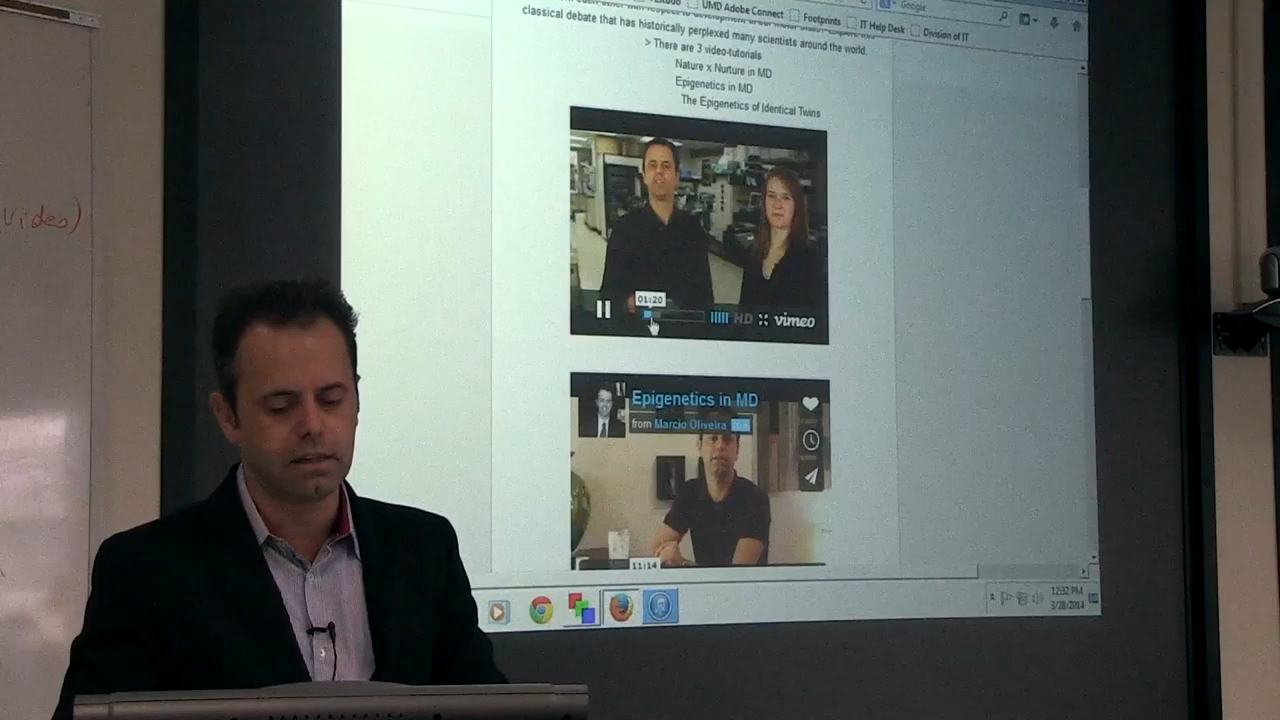 Google
UMD Adobe Connect
Footprints
IT Help Desk
Division of IT
classical debate that has historically perplexed many scientists around the world.
> There are 3 video-tutorials
Nature x Nurture in MD
Epigenetics in MD
The Epigenetics of Identical Twins
Video)
01:20
HD
vimeo
Epigenetics in MD
from Marcio Oliveira
11:14
12:32 PM
3/28/2014